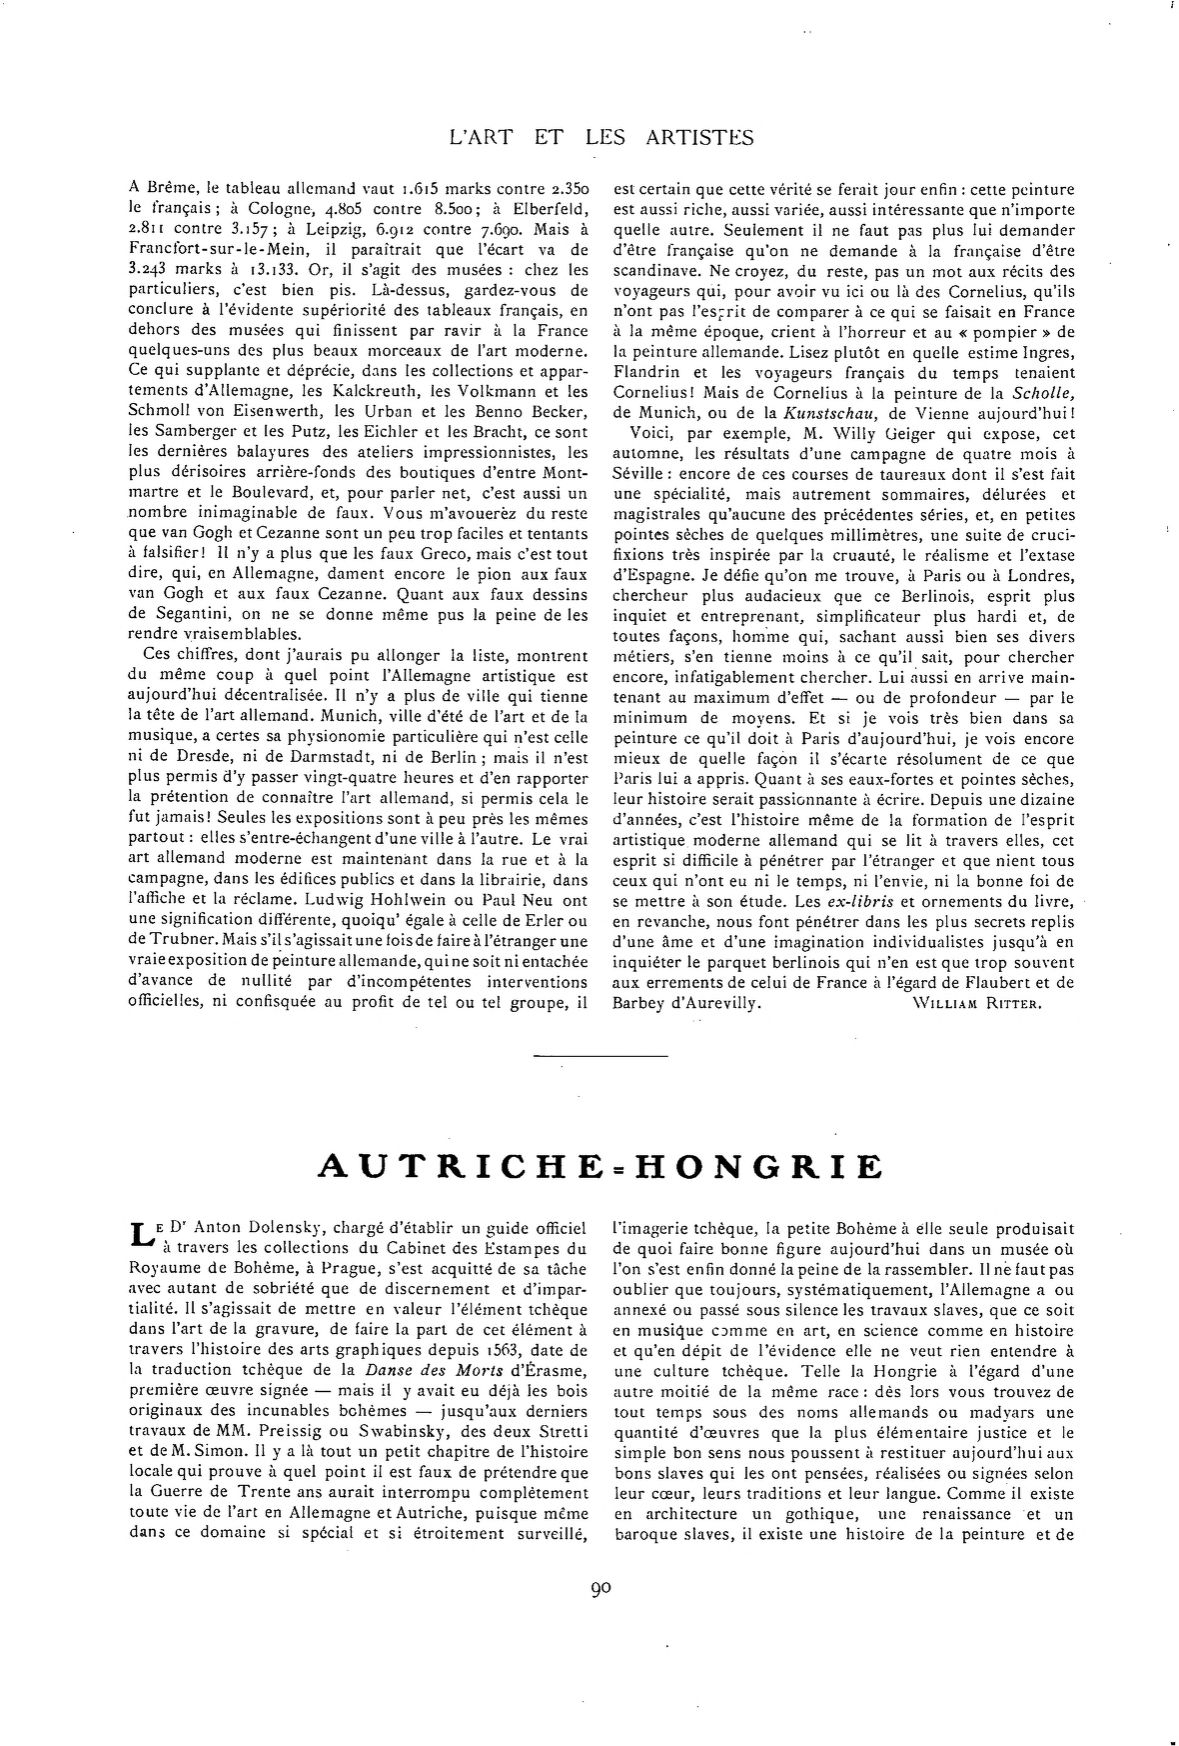 L'ART ET LES ARTISTES
A Brême, le tableau allemand vaut 1.615 marks contre 2.350
le français ; à Cologne, 4.805 contre 8.500 ; à Elberfeld,
2.811 contre 3.157 ; à Leipzig, 6.912 contre 7.690. Mais à
Francfort-sur-le-Mein, il paraîtrait que l'écart va de
3.243 marks à 13.133. Or, il s'agit des musées : chez les
particuliers, c'est bien pis. Là-dessus, gardez-vous de
conclure à l'évidente supériorité des tableaux français, en
dehors des musées qui finissent par ravir à la France
quelques-uns des plus beaux morceaux de l'art moderne.
Ce qui supplante et déprécie, dans les collections et appar-
tements d'Allemagne, les Kalckreuth, les Volkmann et les
Schmoll von Eisenwerth, les Urban et les Benno Becker,
les Samberger et les Putz, les Eichler et les Bracht, ce sont
les dernières balayures des ateliers impressionnistes, les
plus dérisoires arrière-fonds des boutiques d'entre Mont-
martre et le Boulevard, et, pour parler net, c'est aussi un
nombre inimaginable de faux. Vous m'avouerèz du reste
que van Gogh et Cezanne sont un peu trop faciles et tentants
à falsifier! Il n'y a plus que les faux Greco, mais c'est tout
dire, qui, en Allemagne, dament encore le pion aux faux
van Gogh et aux faux Cezanne. Quant aux faux dessins
de Segantini, on ne se donne même pus la peine de les
rendre vraisemblables.
Ces chiffres, dont j'aurais pu allonger la liste, montrent
du même coup à quel point l'Allemagne artistique est
aujourd'hui décentralisée. Il n'y a plus de ville qui tienne
la tête de l'art allemand. Munich, ville d'été de l'art et de la
musique, a certes sa physionomie particulière qui n'est celle
ni de Dresde, ni de Darmstadt, ni de Berlin ; mais il n'est
plus permis d'y passer vingt-quatre heures et d'en rapporter
la prétention de connaître l'art allemand, si permis cela le
fut jamais! Seules les expositions sont à peu près les mêmes
partout : elles s'entre-échangent d'une ville à l'autre. Le vrai
art allemand moderne est maintenant dans la rue et à la
campagne, dans les édifices publics et dans la librairie, dans
l'affiche et la réclame. Ludwig Hohlwein ou Paul Neu ont
une signification différente, quoiqu' égale à celle de Erler ou
de Trubner. Mais s'il s'agissait une fois de faire à l'étranger une
vraie exposition de peinture allemande, qui ne soit ni entachée
d'avance de nullité par d'incompétentes interventions
officielles, ni confisquée au profit de tel ou tel groupe, il
est certain que cette vérité se ferait jour enfin : cette peinture
est aussi riche, aussi variée, aussi intéressante que n'importe
quelle autre. Seulement il ne faut pas plus lui demander
d'être française qu'on ne demande à la française d'être
scandinave. Ne croyez, du reste, pas un mot aux récits des
voyageurs qui, pour avoir vu ici ou là des Cornelius, qu'ils
n'ont pas l'esprit de comparer à ce qui se faisait en France
à la même époque, crient à l'horreur et au « pompier » de
la peinture allemande. Lisez plutôt en quelle estime Ingres,
Flandrin et les voyageurs français du temps tenaient
Cornelius! Mais de Cornelius à la peinture de la Scholle,
de Munich, ou de la Kunstschau, de Vienne aujourd'hui!
Voici, par exemple, M. Willy Geiger qui expose, cet
automne, les résultats d'une campagne de quatre mois à
Séville : encore de ces courses de taureaux dont il s'est fait
une spécialité, mais autrement sommaires, délurées et
magistrales qu'aucune des précédentes séries, et, en petites
pointes sèches de quelques millimètres, une suite de cruci-
fixions très inspirée par la cruauté, le réalisme et l'extase
d'Espagne. Je défie qu'on me trouve, à Paris ou à Londres,
chercheur plus audacieux que ce Berlinois, esprit plus
inquiet et entreprenant, simplificateur plus hardi et, de
toutes façons, homme qui, sachant aussi bien ses divers
métiers, s'en tienne moins à ce qu'il sait, pour chercher
encore, infatigablement chercher. Lui aussi en arrive main-
tenant au maximum d'effet — ou de profondeur — par le
minimum de moyens. Et si je vois très bien dans sa
peinture ce qu'il doit à Paris d'aujourd'hui, je vois encore
mieux de quelle façon il s'écarte résolument de ce que
Paris lui a appris. Quant à ses eaux-fortes et pointes sèches,
leur histoire serait passionnante à écrire. Depuis une dizaine
d'années, c'est l'histoire même de la formation de l'esprit
artistique moderne allemand qui se lit à travers elles, cet
esprit si difficile à pénétrer par l'étranger et que nient tous
ceux qui n'ont eu ni le temps, ni l'envie, ni la bonne foi de
se mettre à son étude. Les ex-libris et ornements du livre,
en revanche, nous font pénétrer dans les plus secrets replis
d'une âme et d'une imagination individualistes jusqu'à en
inquiéter le parquet berlinois qui n'en est que trop souvent
aux errements de celui de France à l'égard de Flaubert et de
Barbey d'Aurevilly. WILLIAM RITTER.
AUTRICHE=HONGRIE
LE Dr Anton Dolensky, chargé d'établir un guide officiel
à travers les collections du Cabinet des Estampes du
Royaume de Bohème, à Prague, s'est acquitté de sa tâche
avec autant de sobriété que de discernement et d'impar-
tialité. Il s'agissait de mettre en valeur l'élément tchèque
dans l'art de la gravure, de faire la part de cet élément à
travers l'histoire des arts graphiques depuis 1563, date de
la traduction tchèque de la Danse des Morts d'Érasme,
première œuvre signée — mais il y avait eu déjà les bois
originaux des incunables bohèmes — jusqu'aux derniers
travaux de MM. Preissig ou Swabinsky, des deux Stretti
et de M. Simon. Il y a là tout un petit chapitre de l'histoire
locale qui prouve à quel point il est faux de prétendre que
la Guerre de Trente ans aurait interrompu complètement
toute vie de l'art en Allemagne et Autriche, puisque même
dans ce domaine si spécial et si étroitement surveillé,
l'imagerie tchèque, la petite Bohème à elle seule produisait
de quoi faire bonne figure aujourd'hui dans un musée où
l'on s'est enfin donné la peine de la rassembler. Il ne faut pas
oublier que toujours, systématiquement, l'Allemagne a ou
annexé ou passé sous silence les travaux slaves, que ce soit
en musique comme en art, en science comme en histoire
et qu'en dépit de l'évidence elle ne veut rien entendre à
une culture tchèque. Telle la Hongrie à l'égard d'une
autre moitié de la même race : dès lors vous trouvez de
tout temps sous des noms allemands ou madyars une
quantité d'œuvres que la plus élémentaire justice et le
simple bon sens nous poussent à restituer aujourd'hui aux
bons slaves qui les ont pensées, réalisées ou signées selon
leur cœur, leurs traditions et leur langue. Comme il existe
en architecture un gothique, une renaissance et un
baroque slaves, il existe une histoire de la peinture et de
90